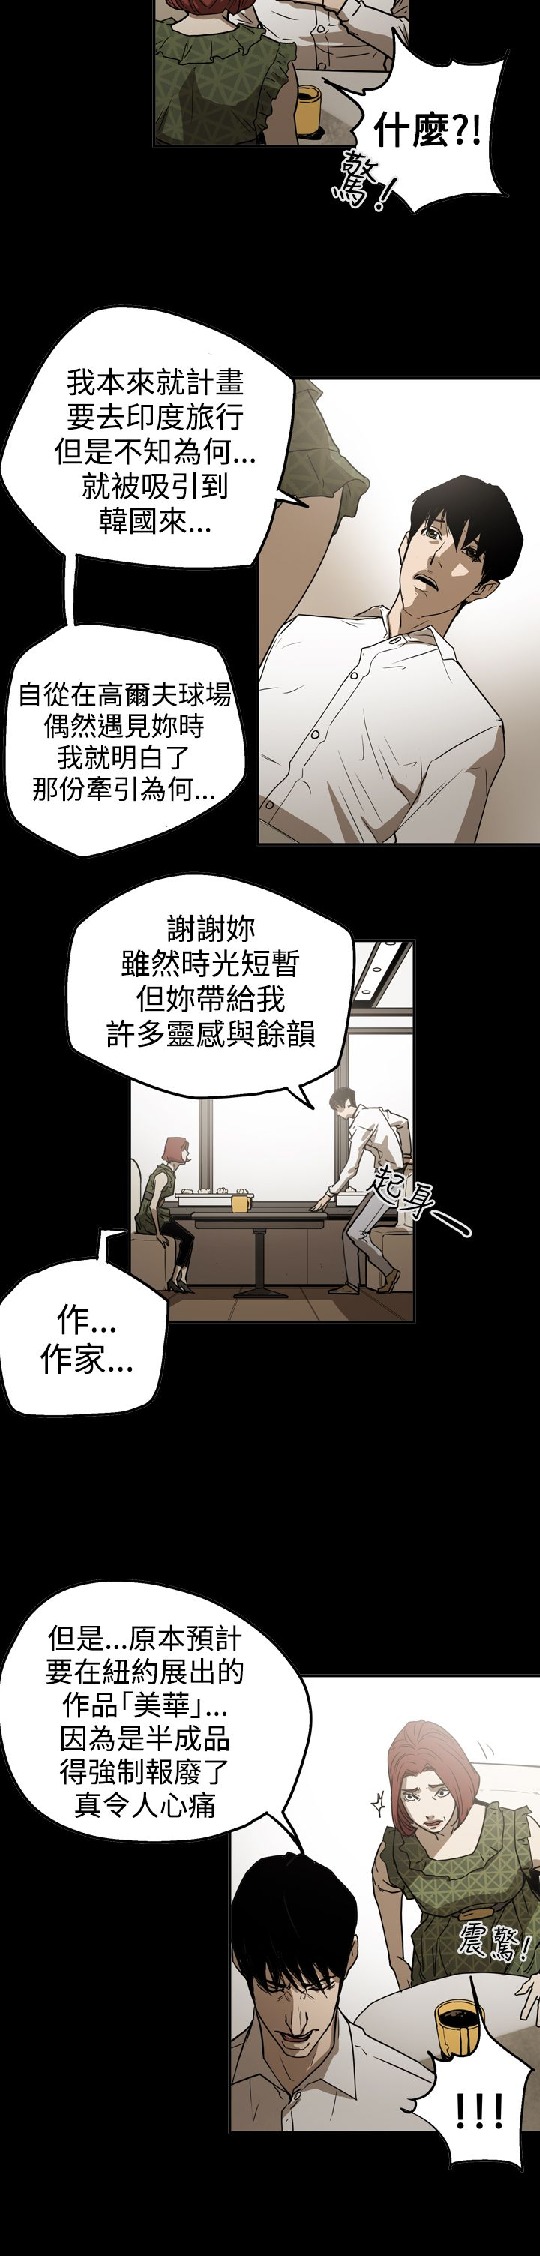 什麼?!
驚!
我本來就計畫
要去印度旅行
但是不知為何...
就被吸引到
韓國來...
自從在高爾夫球場
偶然遇見妳時
我就明白了
那份牽引為何...
謝謝妳
雖然時光短暫
但妳帶給我
許多靈感與餘韻
起身—
作...
作家...
但是...原本預計
要在紐約展出的
作品「美華」...
因為是半成品
得強制報廢了
真令人心痛
震驚!
!!!